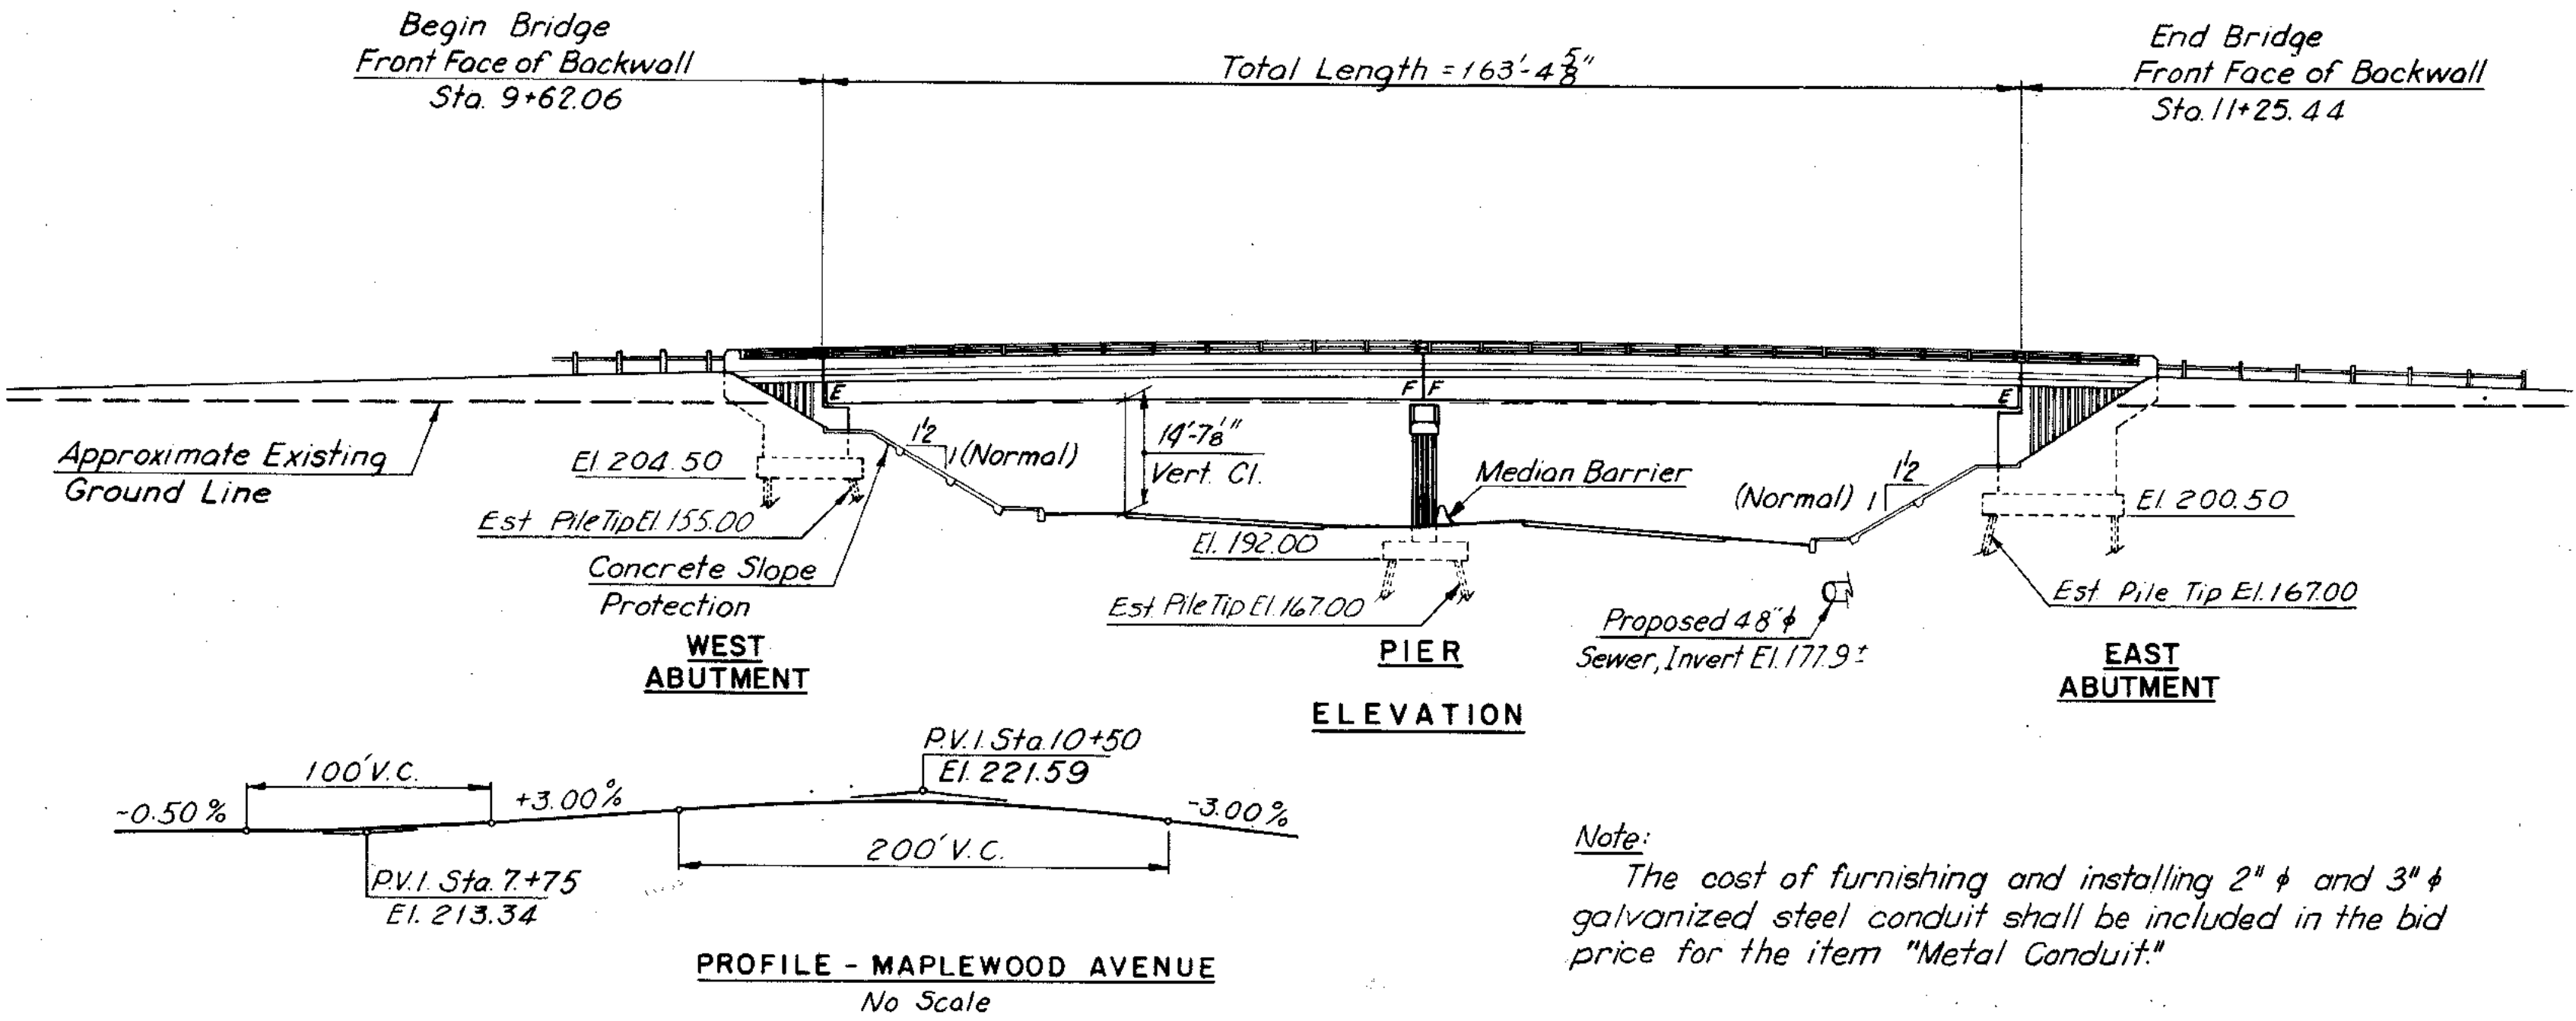 Begin Bridge
Front Face of Backwall
Sta. 9+62.06
Total Length = 163'-4 5/8"
End Bridge
Front Face of Backwall
Sta. 11+25.44
E
F F
E
Approximate Existing
Ground Line
El. 204.50
Est. Pile Tip El. 155.00
Concrete Slope
Protection
WEST
ABUTMENT
1'2
1 (Normal)
14'-7 1/8"
Vert. Cl.
Median Barrier
El. 192.00
Est. Pile Tip El. 167.00
PIER
ELEVATION
(Normal) 1
1'2
Proposed 48"ϕ
Sewer, Invert El. 177.9±
El. 200.50
Est. Pile Tip El. 167.00
EAST
ABUTMENT
-0.50%
100' V.C.
+3.00%
P.V.I. Sta. 7+75
El. 213.34
P.V.I. Sta. 10+50
El. 221.59
200' V.C.
-3.00%
PROFILE - MAPLEWOOD AVENUE
No Scale
Note:
The cost of furnishing and installing 2"ϕ and 3"ϕ
galvanized steel conduit shall be included in the bid
price for the item "Metal Conduit."